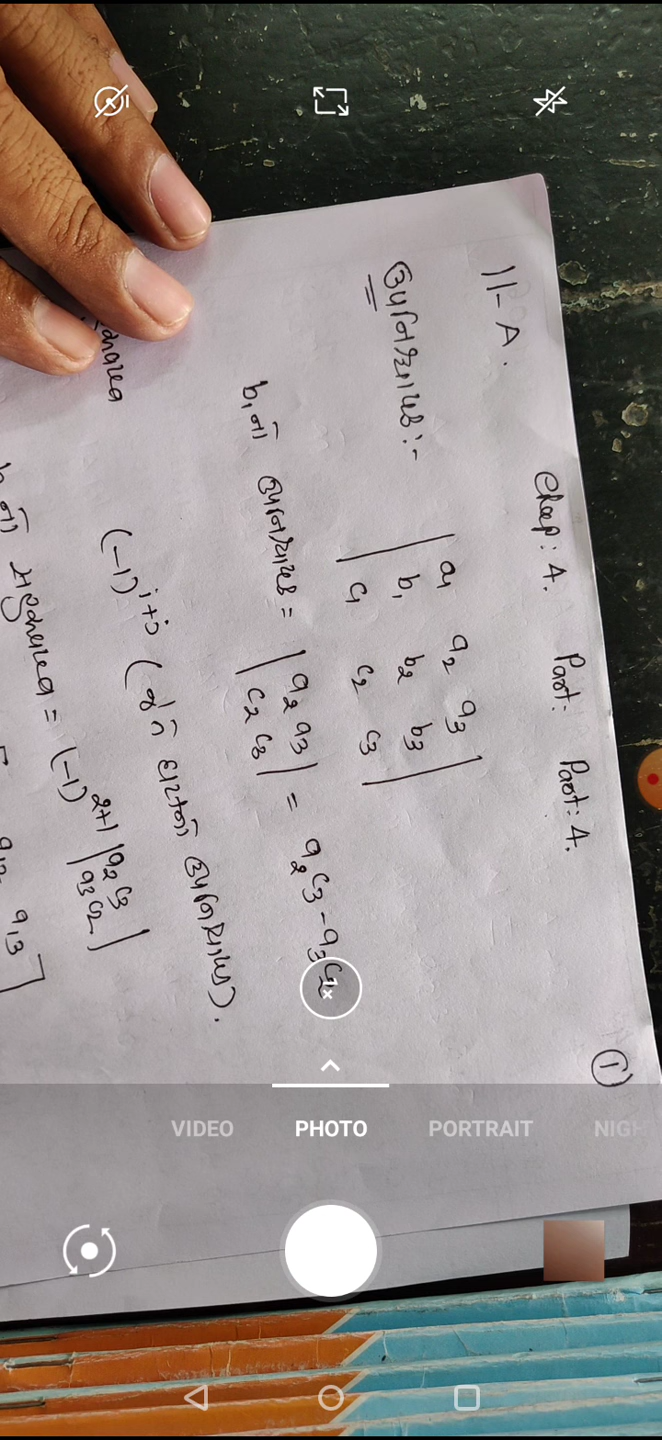 Chap: 4. Part: Part: 4.
①
11-A.
ઉપનિશ્ચાયક :-
| a1 a2 a3 |
| b1 b2 b3 |
| c1 c2 c3 |
b1નો ઉપનિશ્ચાયક = | a2 a3 | = a2c3 - a3c2
| c2 c3 |
(-1)^i+j (જે તે ઘટકનો ઉપનિશ્ચાયક).
નો સહઅવયવ = (-1)^2+1 | a2 c3 |
| a3 c2 |
a13
VIDEO PHOTO PORTRAIT